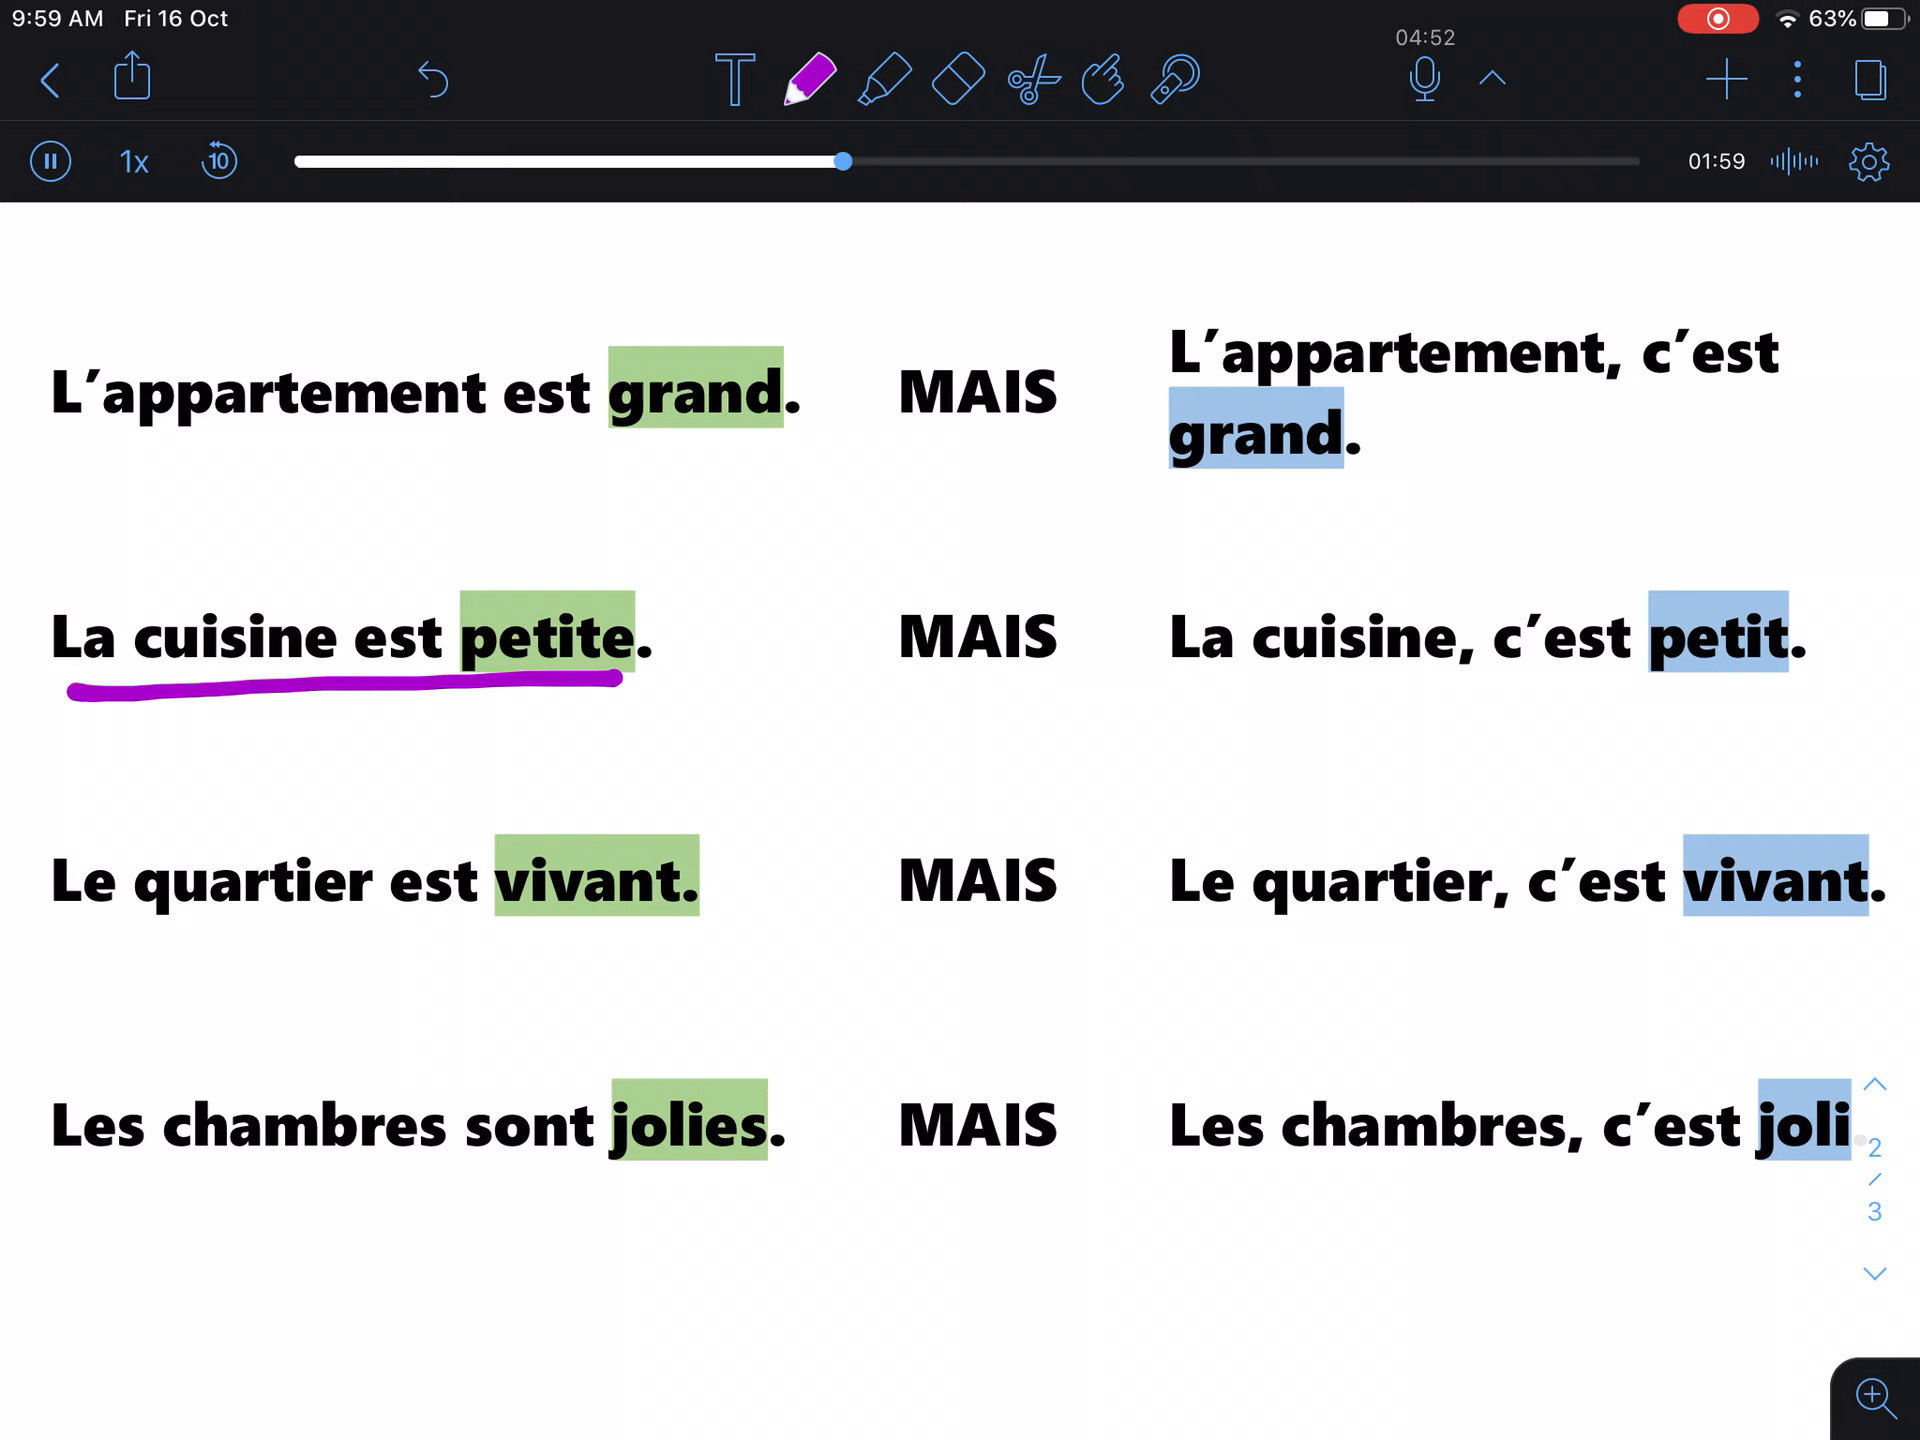 9:59 AM Fri 16 Oct
63%
04:52
1x
10
01:59
L’appartement est grand.
MAIS
L’appartement, c’est
grand.
La cuisine est petite.
MAIS
La cuisine, c’est petit.
Le quartier est vivant.
MAIS
Le quartier, c’est vivant.
Les chambres sont jolies.
MAIS
Les chambres, c’est joli.
2
/
3